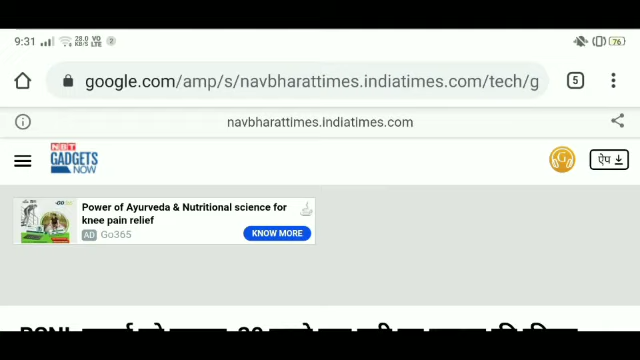 9:31 28.0 KB/S VO LTE 2 76
google.com/amp/s/navbharattimes.indiatimes.com/tech/g 5
navbharattimes.indiatimes.com
NBT
GADGETS
NOW
G ऐप
Power of Ayurveda & Nutritional science for
knee pain relief
AD Go365
KNOW MORE